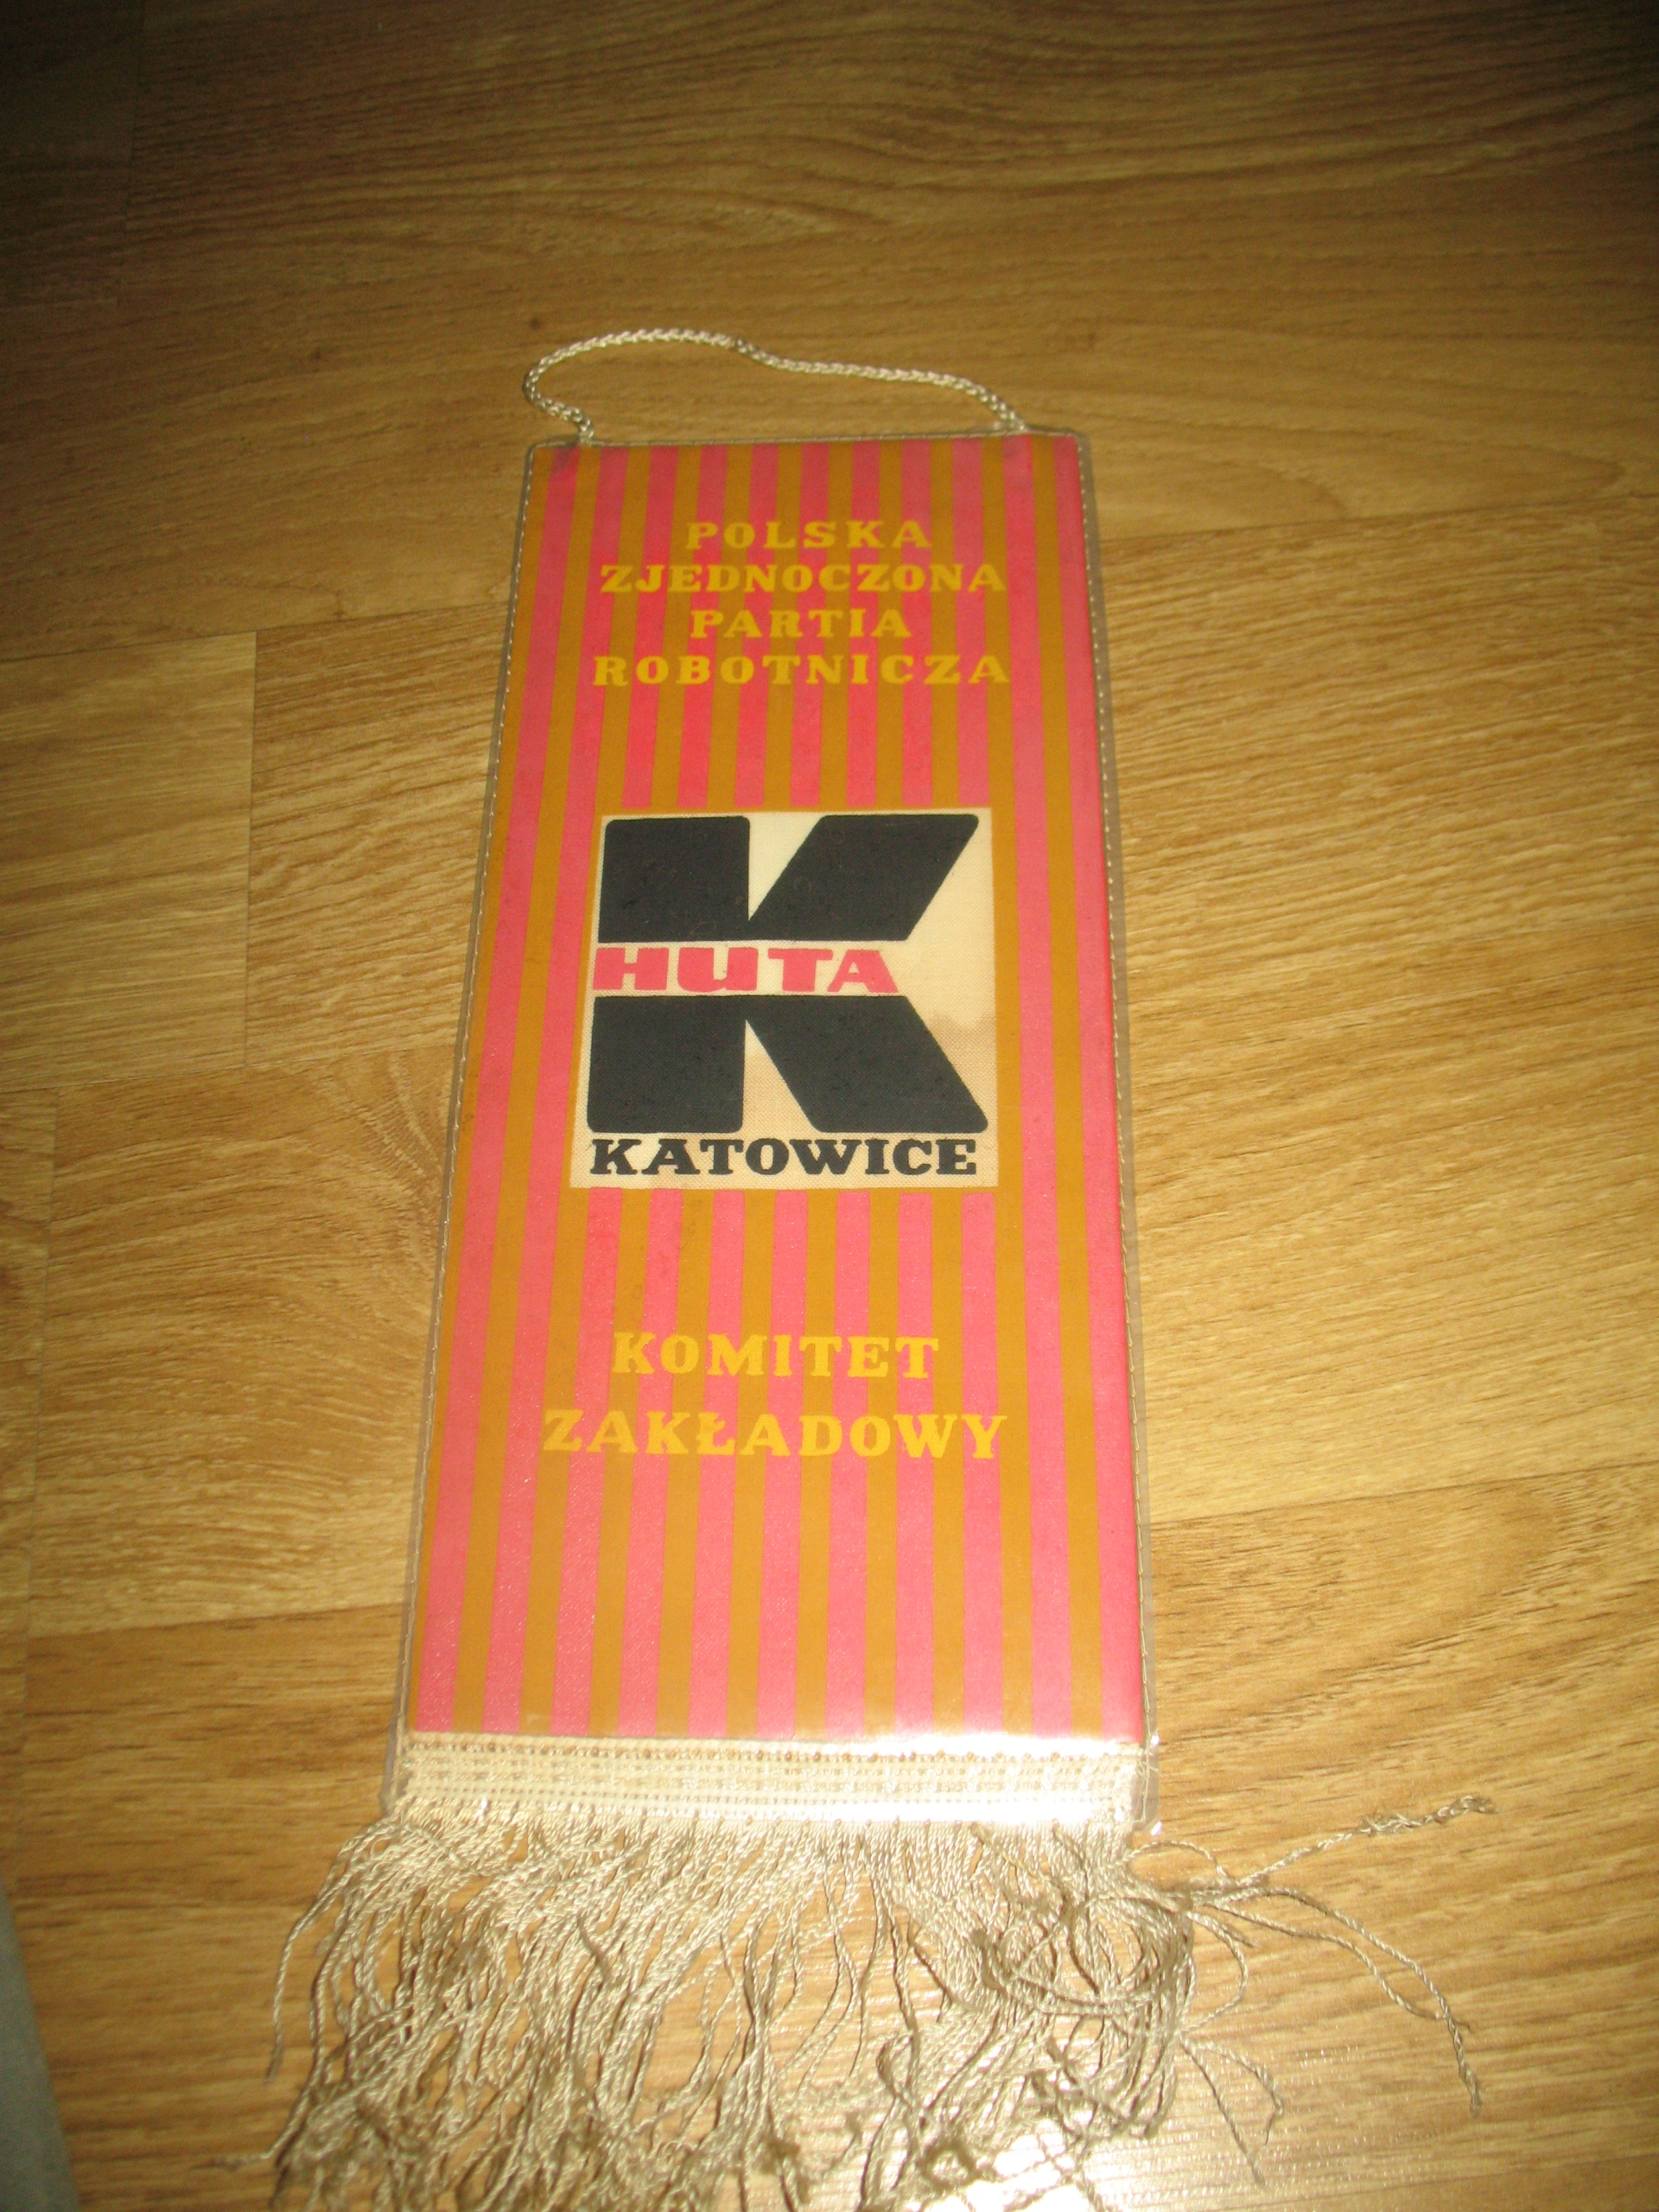 POLSKA
ZJEDNOCZONA
PARTIA
ROBOTNICZA
K
HUTA
KATOWICE
KOMITET
ZAKŁADOWY